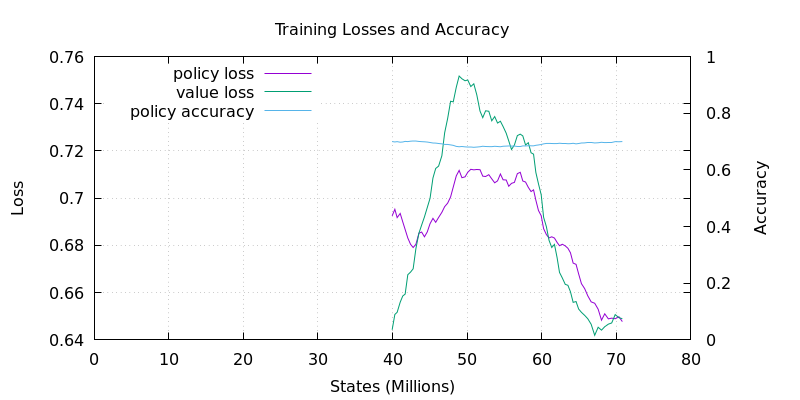 Training Losses and Accuracy
policy loss
value loss
policy accuracy
0.76
0.74
0.72
0.7
0.68
0.66
0.64
1
0.8
0.6
0.4
0.2
0
0 10 20 30 40 50 60 70 80
Loss
Accuracy
States (Millions)